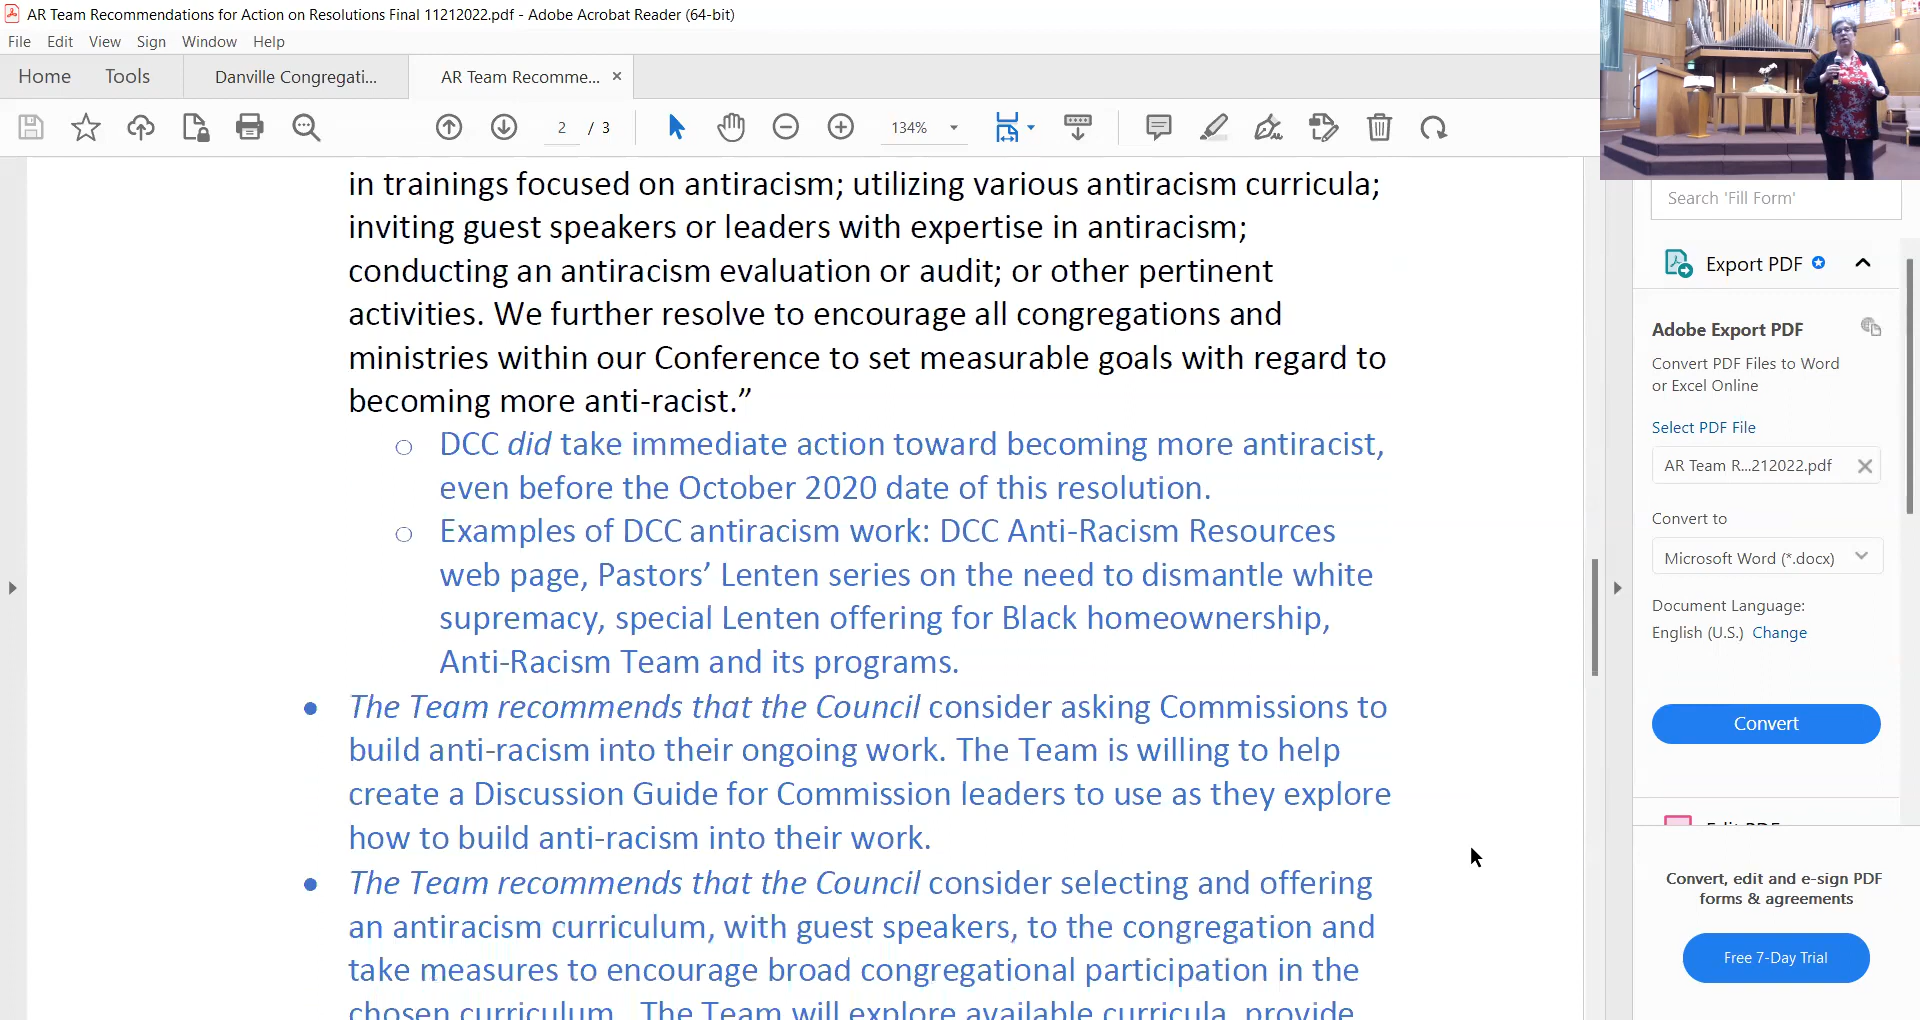 AR Team Recommendations for Action on Resolutions Final 11212022.pdf - Adobe Acrobat Reader (64-bit)
File Edit View Sign Window Help
Home Tools Danville Congregati... AR Team Recomme... ×
2 / 3 134%
in trainings focused on antiracism; utilizing various antiracism curricula;
inviting guest speakers or leaders with expertise in antiracism;
conducting an antiracism evaluation or audit; or other pertinent
activities. We further resolve to encourage all congregations and
ministries within our Conference to set measurable goals with regard to
becoming more anti-racist.”
○ DCC did take immediate action toward becoming more antiracist,
even before the October 2020 date of this resolution.
○ Examples of DCC antiracism work: DCC Anti-Racism Resources
web page, Pastors’ Lenten series on the need to dismantle white
supremacy, special Lenten offering for Black homeownership,
Anti-Racism Team and its programs.
• The Team recommends that the Council consider asking Commissions to
build anti-racism into their ongoing work. The Team is willing to help
create a Discussion Guide for Commission leaders to use as they explore
how to build anti-racism into their work.
• The Team recommends that the Council consider selecting and offering
an antiracism curriculum, with guest speakers, to the congregation and
take measures to encourage broad congregational participation in the
chosen curriculum. The Team will explore available curricula, provide
Search 'Fill Form'
Export PDF
Adobe Export PDF
Convert PDF Files to Word
or Excel Online
Select PDF File
AR Team R...212022.pdf
Convert to
Microsoft Word (*.docx)
Document Language:
English (U.S.) Change
Convert
Edit PDF
Convert, edit and e-sign PDF
forms & agreements
Free 7-Day Trial